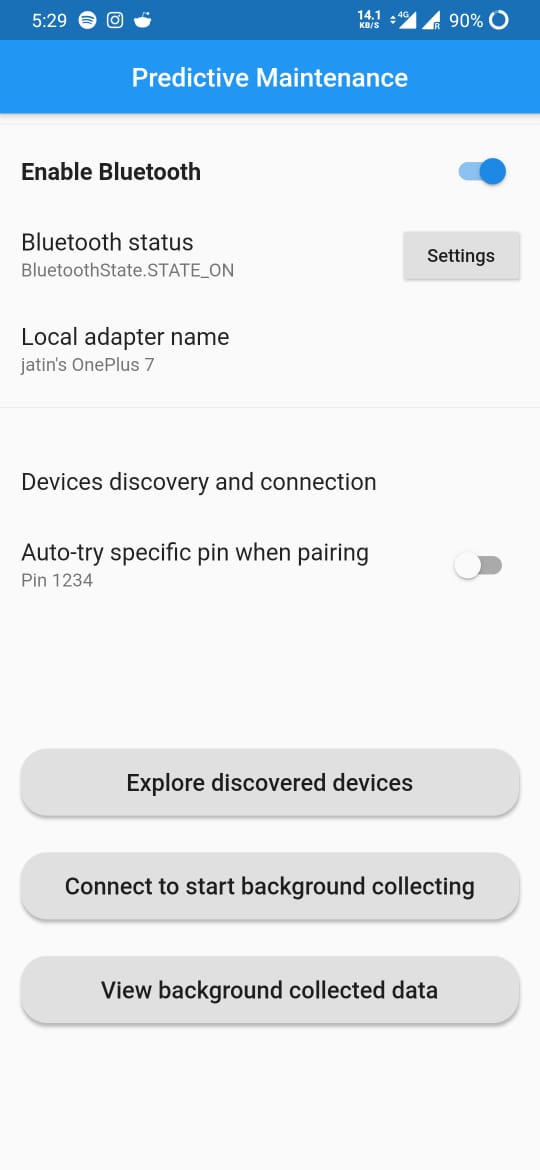 5:29 14.1 KB/S 4G R 90%
Predictive Maintenance
Enable Bluetooth
Bluetooth status
BluetoothState.STATE_ON
Settings
Local adapter name
jatin's OnePlus 7
Devices discovery and connection
Auto-try specific pin when pairing
Pin 1234
Explore discovered devices
Connect to start background collecting
View background collected data